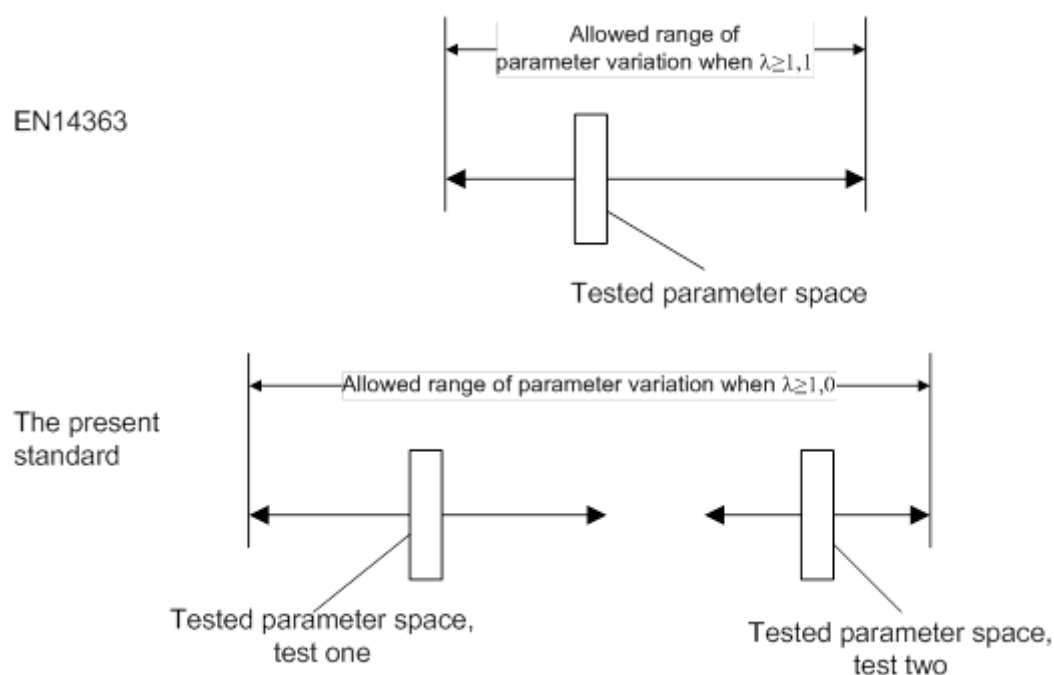 Allowed range of
parameter variation when λ≥1,1
EN14363
Tested parameter space
Allowed range of parameter variation when λ≥1,0
The present
standard
Tested parameter space,
test one
Tested parameter space,
test two